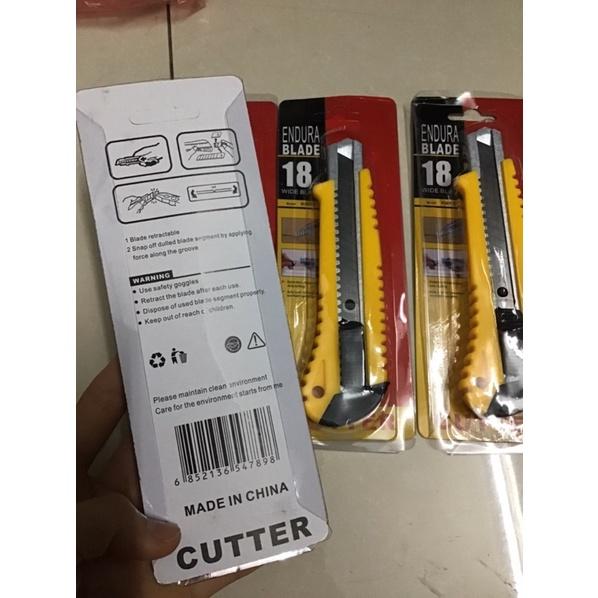 1 Blade retractable
2 Snap off dulled blade segment by applying
force along the groove
WARNING
Use safety goggles
Retract the blade after each use.
Dispose of used blade segment properly.
Keep out of reach children.
Please maintain clean environment
Care for the environment starts from me
6 852136 547898
MADE IN CHINA
CUTTER
ENDURA
BLADE
18
WIDE
ENDURA
BLADE
18
WIDE